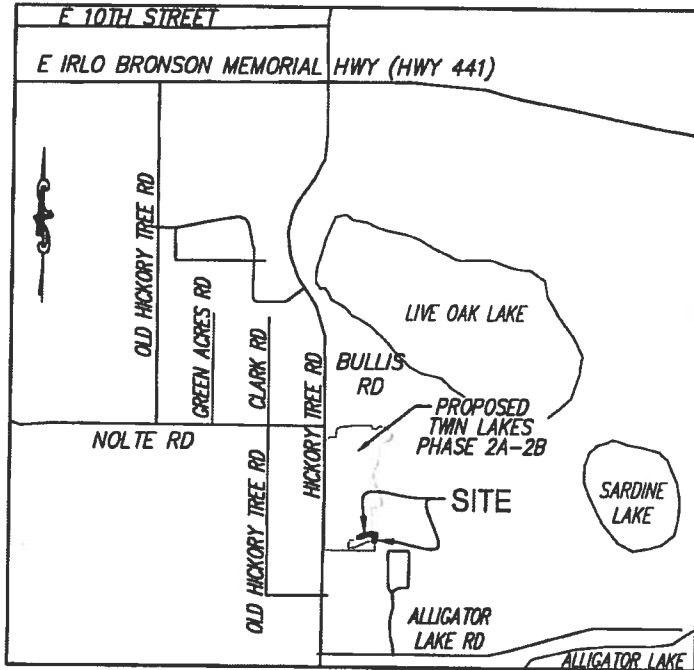 E 10TH STREET
E IRLO BRONSON MEMORIAL HWY (HWY 441)
OLD HICKORY TREE RD
GREEN ACRES RD
CLARK RD
HICKORY TREE RD
LIVE OAK LAKE
BULLIS
RD
PROPOSED
TWIN LAKES
PHASE 2A-2B
NOLTE RD
OLD HICKORY TREE RD
SITE
SARDINE
LAKE
ALLIGATOR
LAKE RD
ALLIGATOR LAKE